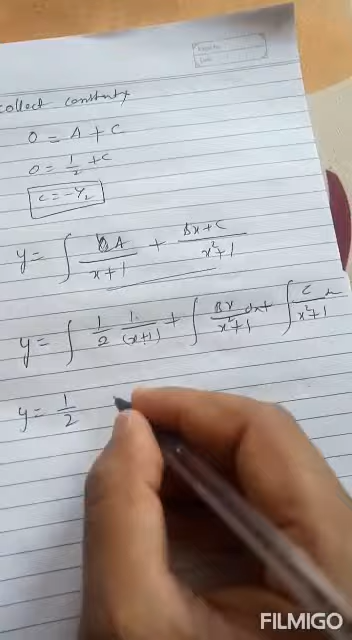 collect constants
0 = A + C
0 = 1/2 + C
C = -1/2
y = ∫ A/(x+1) + (Bx+C)/(x²+1)
y = ∫ 1/2 1/(x+1) + ∫ Bx/(x²+1) dx + ∫ C/(x²+1)
y = 1/2
FILMIGO